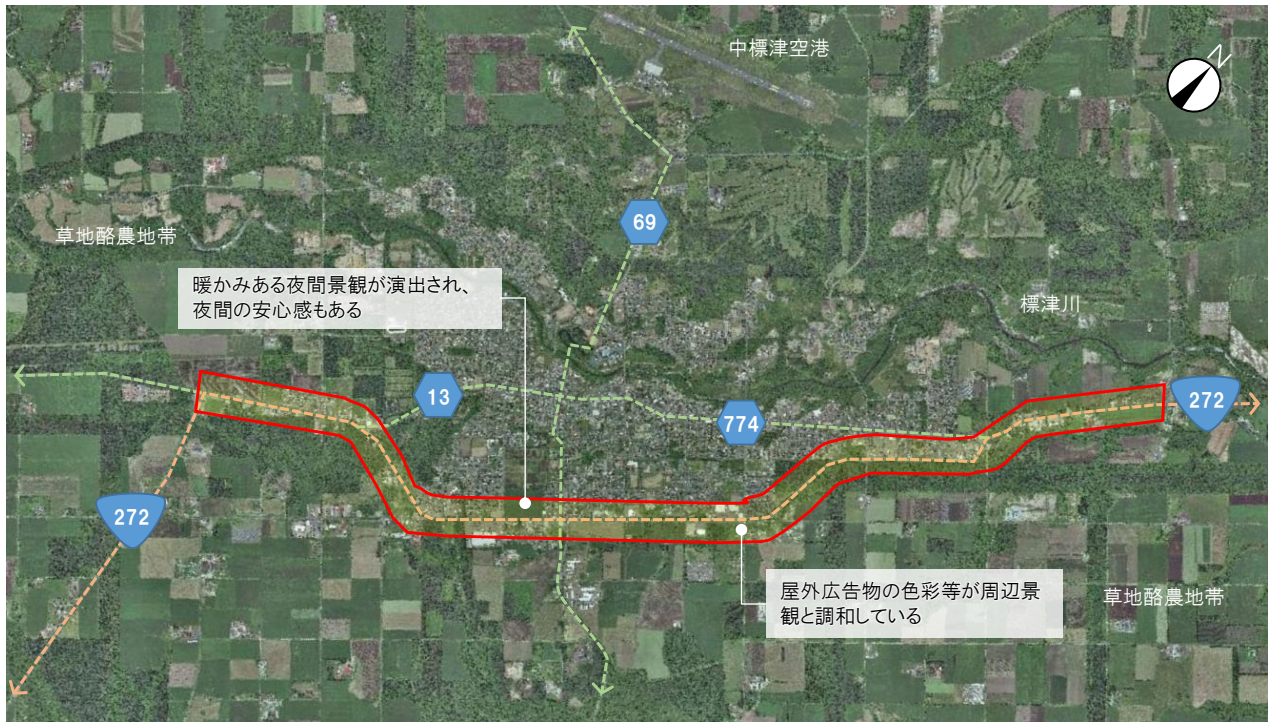 中標津空港
N
69
草地酪農地帯
暖かみある夜間景観が演出され、
夜間の安心感もある
標津川
13
774
272
272
屋外広告物の色彩等が周辺景
観と調和している
草地酪農地帯